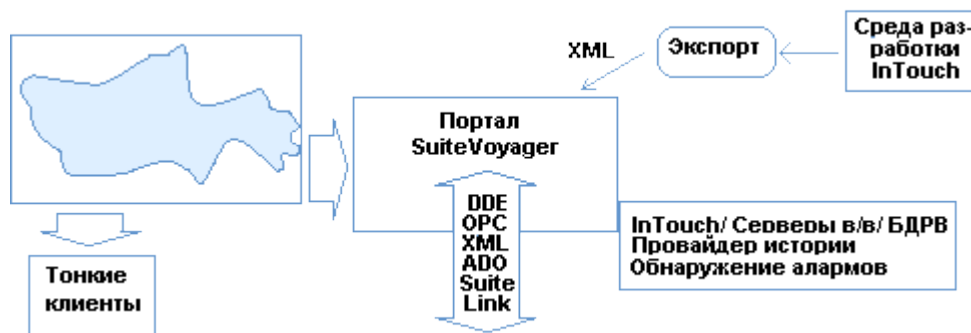 XML
Экспорт
Среда раз-
работки
InTouch
Портал
SuiteVoyager
DDE
OPC
XML
ADO
Suite
Link
InTouch/ Серверы в/в/ БДРВ
Провайдер истории
Обнаружение алармов
Тонкие
клиенты